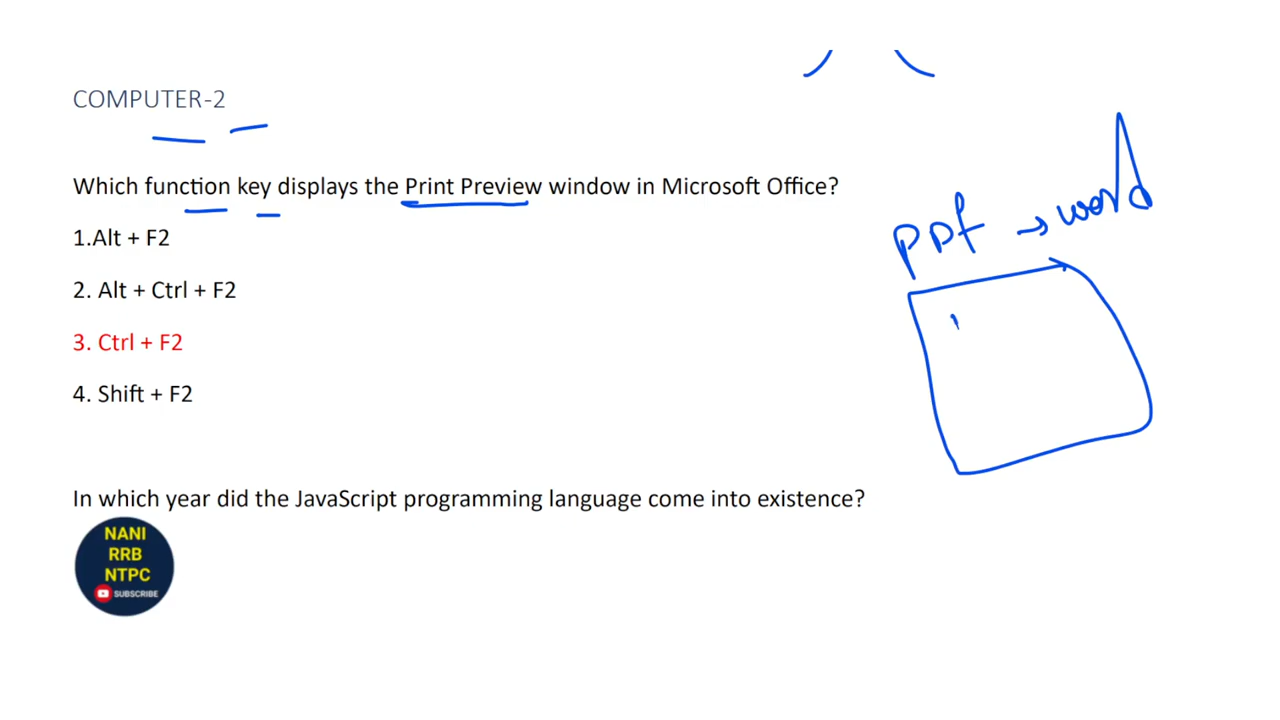 COMPUTER-2
Which function key displays the Print Preview window in Microsoft Office?
ppf → word
1.Alt + F2
2. Alt + Ctrl + F2
3. Ctrl + F2
4. Shift + F2
In which year did the JavaScript programming language come into existence?
NANI
RRB
NTPC
SUBSCRIBE